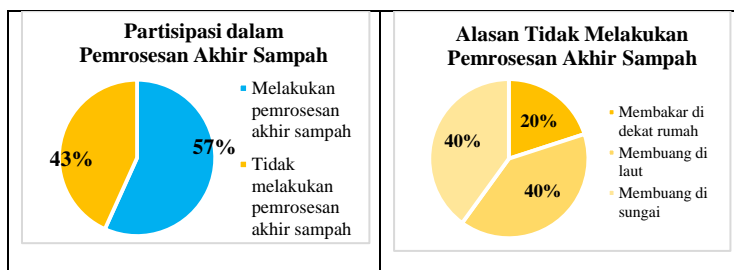 Partisipasi dalam
Pemrosesan Akhir Sampah
43%
57%
Melakukan
pemrosesan
akhir sampah
Tidak
melakukan
pemrosesan
akhir sampah
Alasan Tidak Melakukan
Pemrosesan Akhir Sampah
20%
40%
40%
Membakar di
dekat rumah
Membuang di
laut
Membuang di
sungai